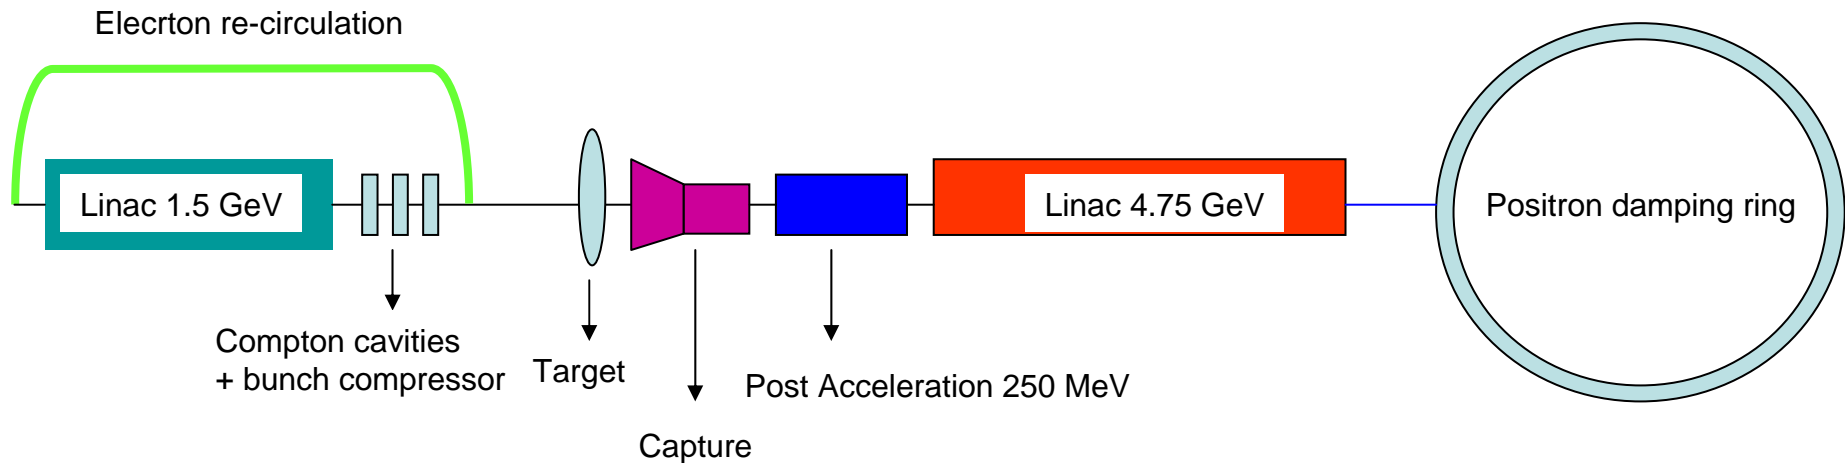 Elecrton re-circulation
Linac 1.5 GeV
Linac 4.75 GeV
Positron damping ring
Compton cavities
+ bunch compressor
Target
Post Acceleration 250 MeV
Capture